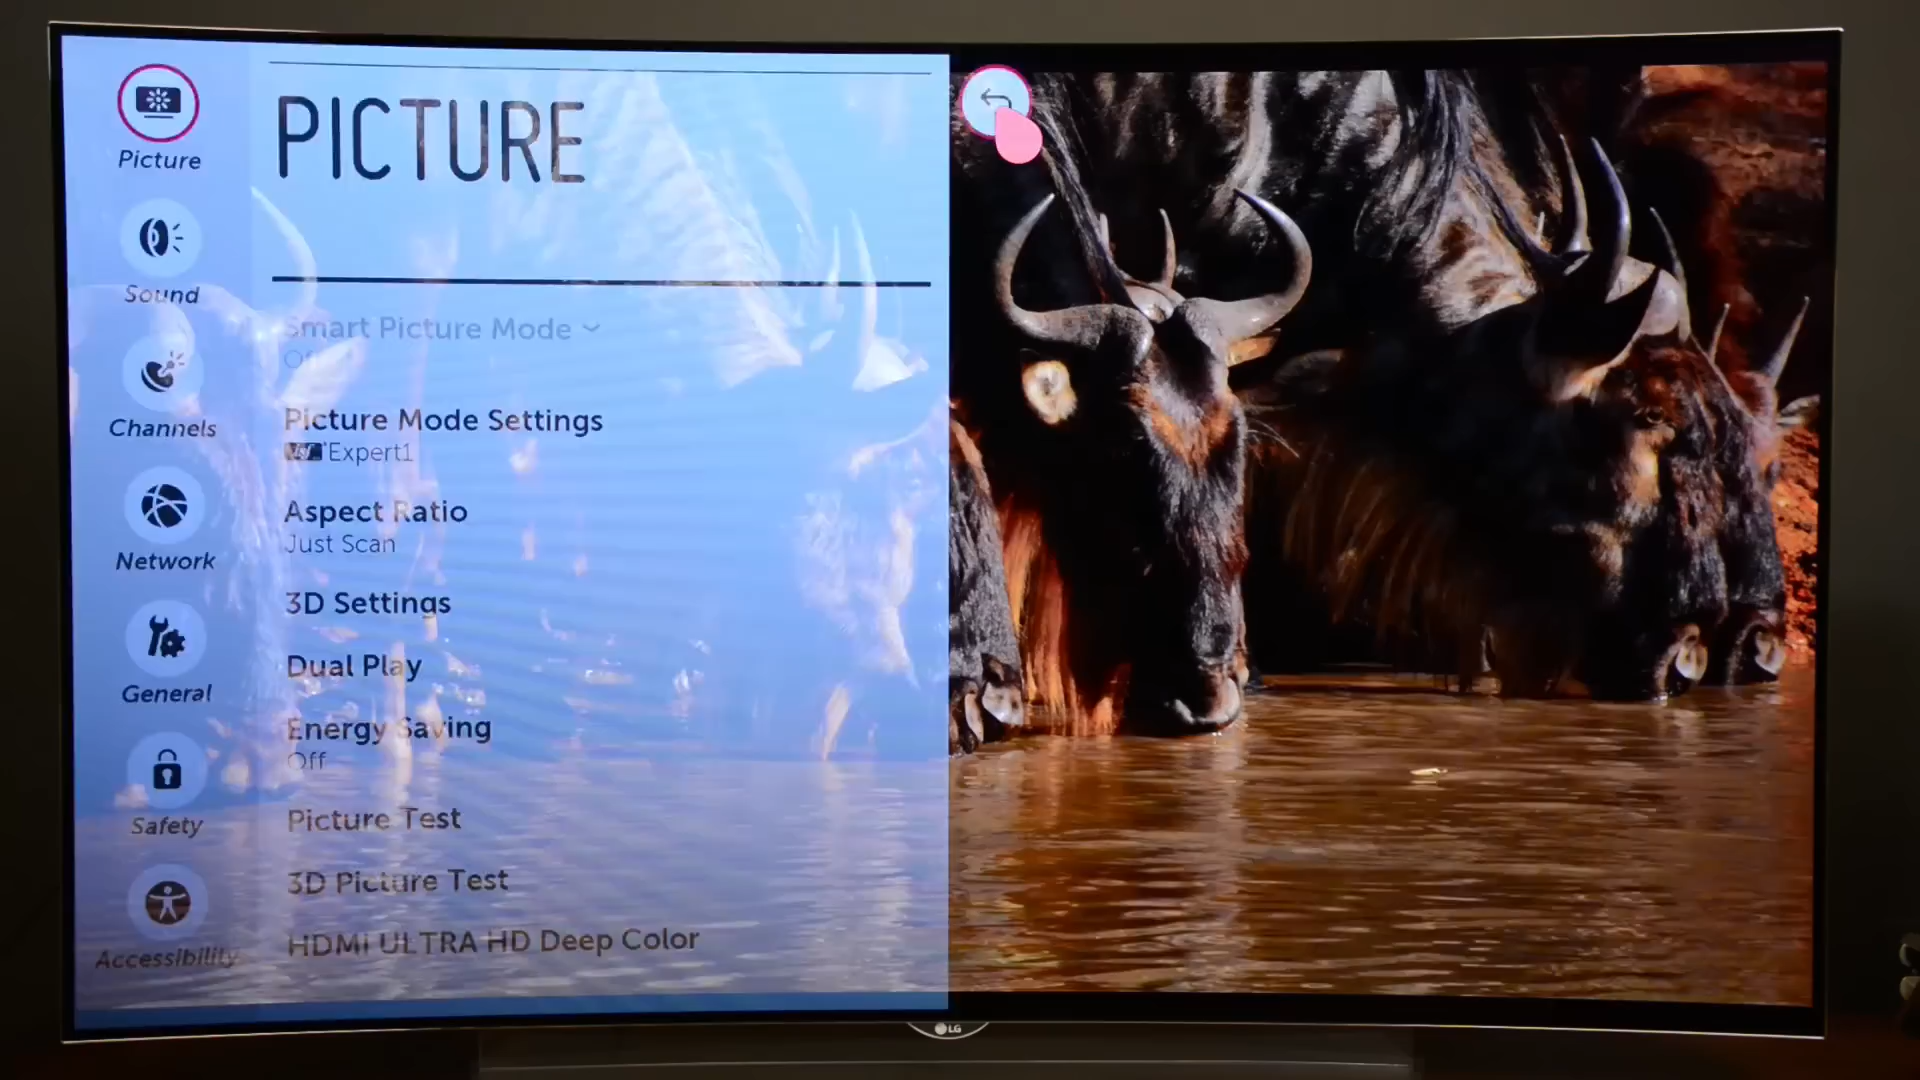 Picture
Sound
Channels
Network
General
Safety
Accessibility
PICTURE
Smart Picture Mode
Off
Picture Mode Settings
Expert1
Aspect Ratio
Just Scan
3D Settings
Dual Play
Energy Saving
Off
Picture Test
3D Picture Test
HDMI ULTRA HD Deep Color
LG